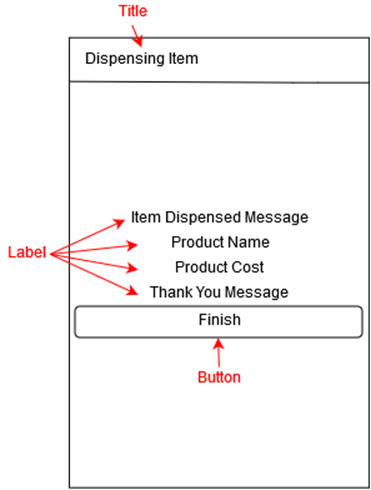 Title
Dispensing Item
Item Dispensed Message
Product Name
Label
Product Cost
Thank You Message
Finish
Button